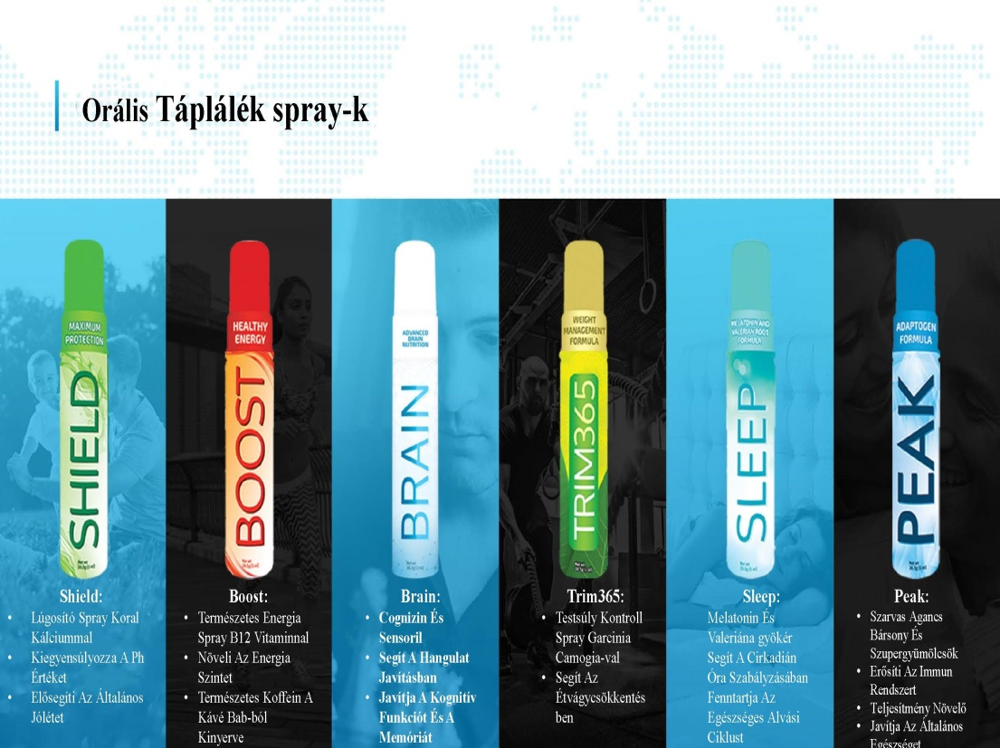 Orális Táplálék spray-k
MAXIMUM
PROTECTION
SHIELD
HEALTHY
ENERGY
BOOST
ADVANCED
BRAIN
NUTRITION
BRAIN
WEIGHT
MANAGEMENT
FORMULA
TRIM365
MELATONIN AND
VALERIAN ROOT
FORMULA
SLEEP
ADAPTOGEN
FORMULA
PEAK
Shield:
• Lúgosító Spray Koral
Kálciummal
• Kiegyensúlyozza A Ph
Értéket
• Elősegíti Az Általános
Jólétet
Boost:
• Természetes Energia
Spray B12 Vitaminnal
• Növeli Az Energia
Szintet
• Természetes Koffein A
Kávé Bab-ból
Kinyerve
Brain:
• Cognizin És
Sensoril
• Segít A Hangulat
Javításban
• Javítja A Kognitív
Funkciót És A
Memóriát
Trim365:
• Testsúly Kontroll
Spray Garcinia
Camogia-val
• Segít Az
Étvágycsökkentés
ben
Sleep:
Melatonin És
Valeriána gyökér
Segít A Cirkadián
Óra Szabályzásában
Fenntartja Az
Egészséges Alvási
Ciklust
Peak:
• Szarvas Agancs
Bársony És
Szupergyümölcsök
• Erősíti Az Immun
Rendszert
• Teljesítmény Növelő
• Javítja Az Általános
Egészséget